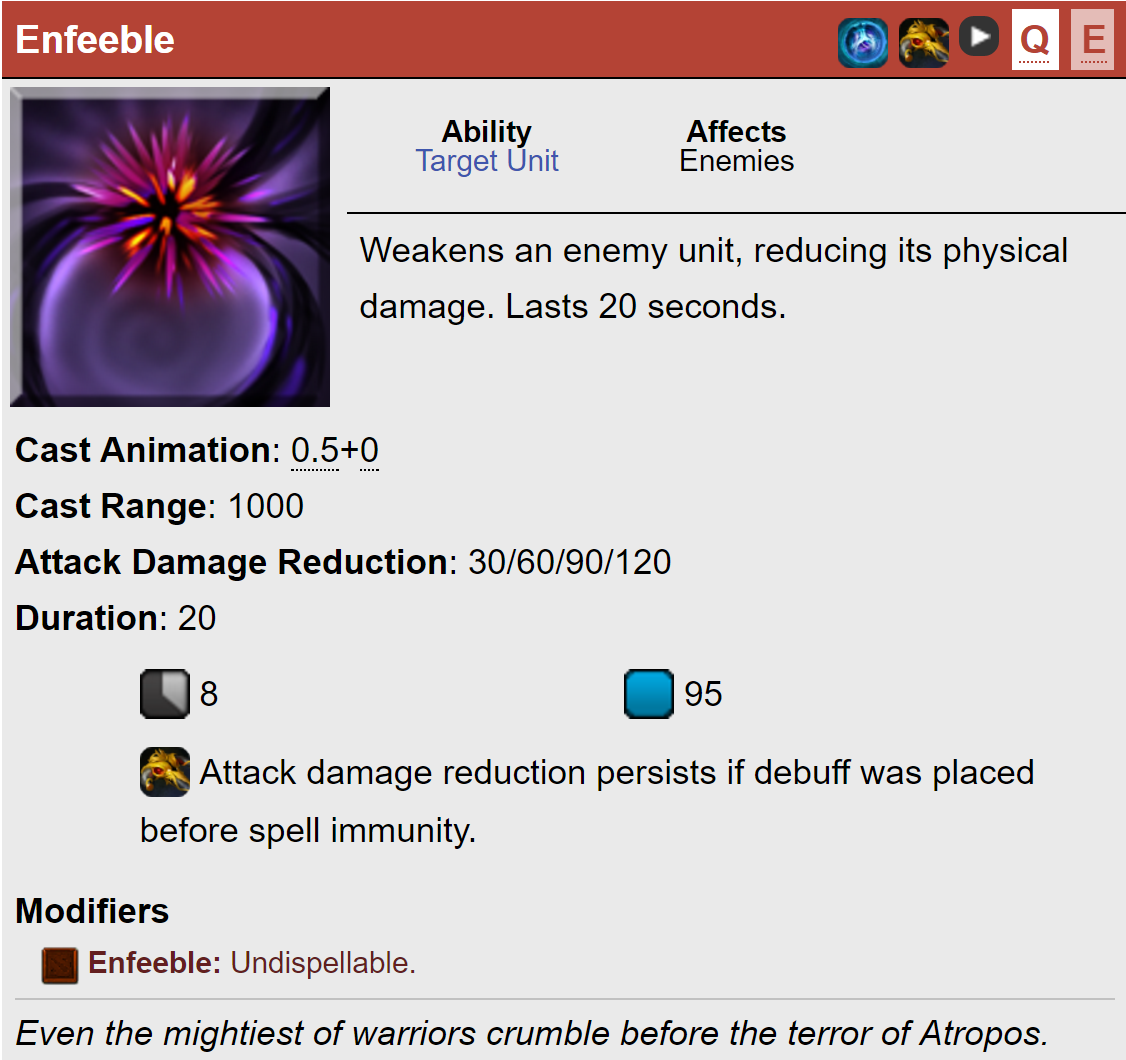 Enfeeble Q E
Ability Affects
Target Unit Enemies
Weakens an enemy unit, reducing its physical
damage. Lasts 20 seconds.
Cast Animation: 0.5+0
Cast Range: 1000
Attack Damage Reduction: 30/60/90/120
Duration: 20
8 95
Attack damage reduction persists if debuff was placed
before spell immunity.
Modifiers
Enfeeble: Undispellable.
Even the mightiest of warriors crumble before the terror of Atropos.